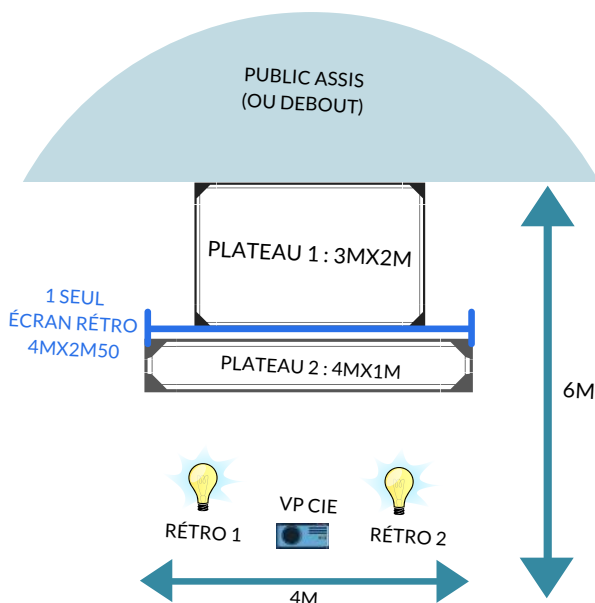 PUBLIC ASSIS
(OU DEBOUT)
PLATEAU 1 : 3MX2M
1 SEUL
ÉCRAN RÉTRO
4MX2M50
PLATEAU 2 : 4MX1M
6M
VP CIE
RÉTRO 1
RÉTRO 2
4M